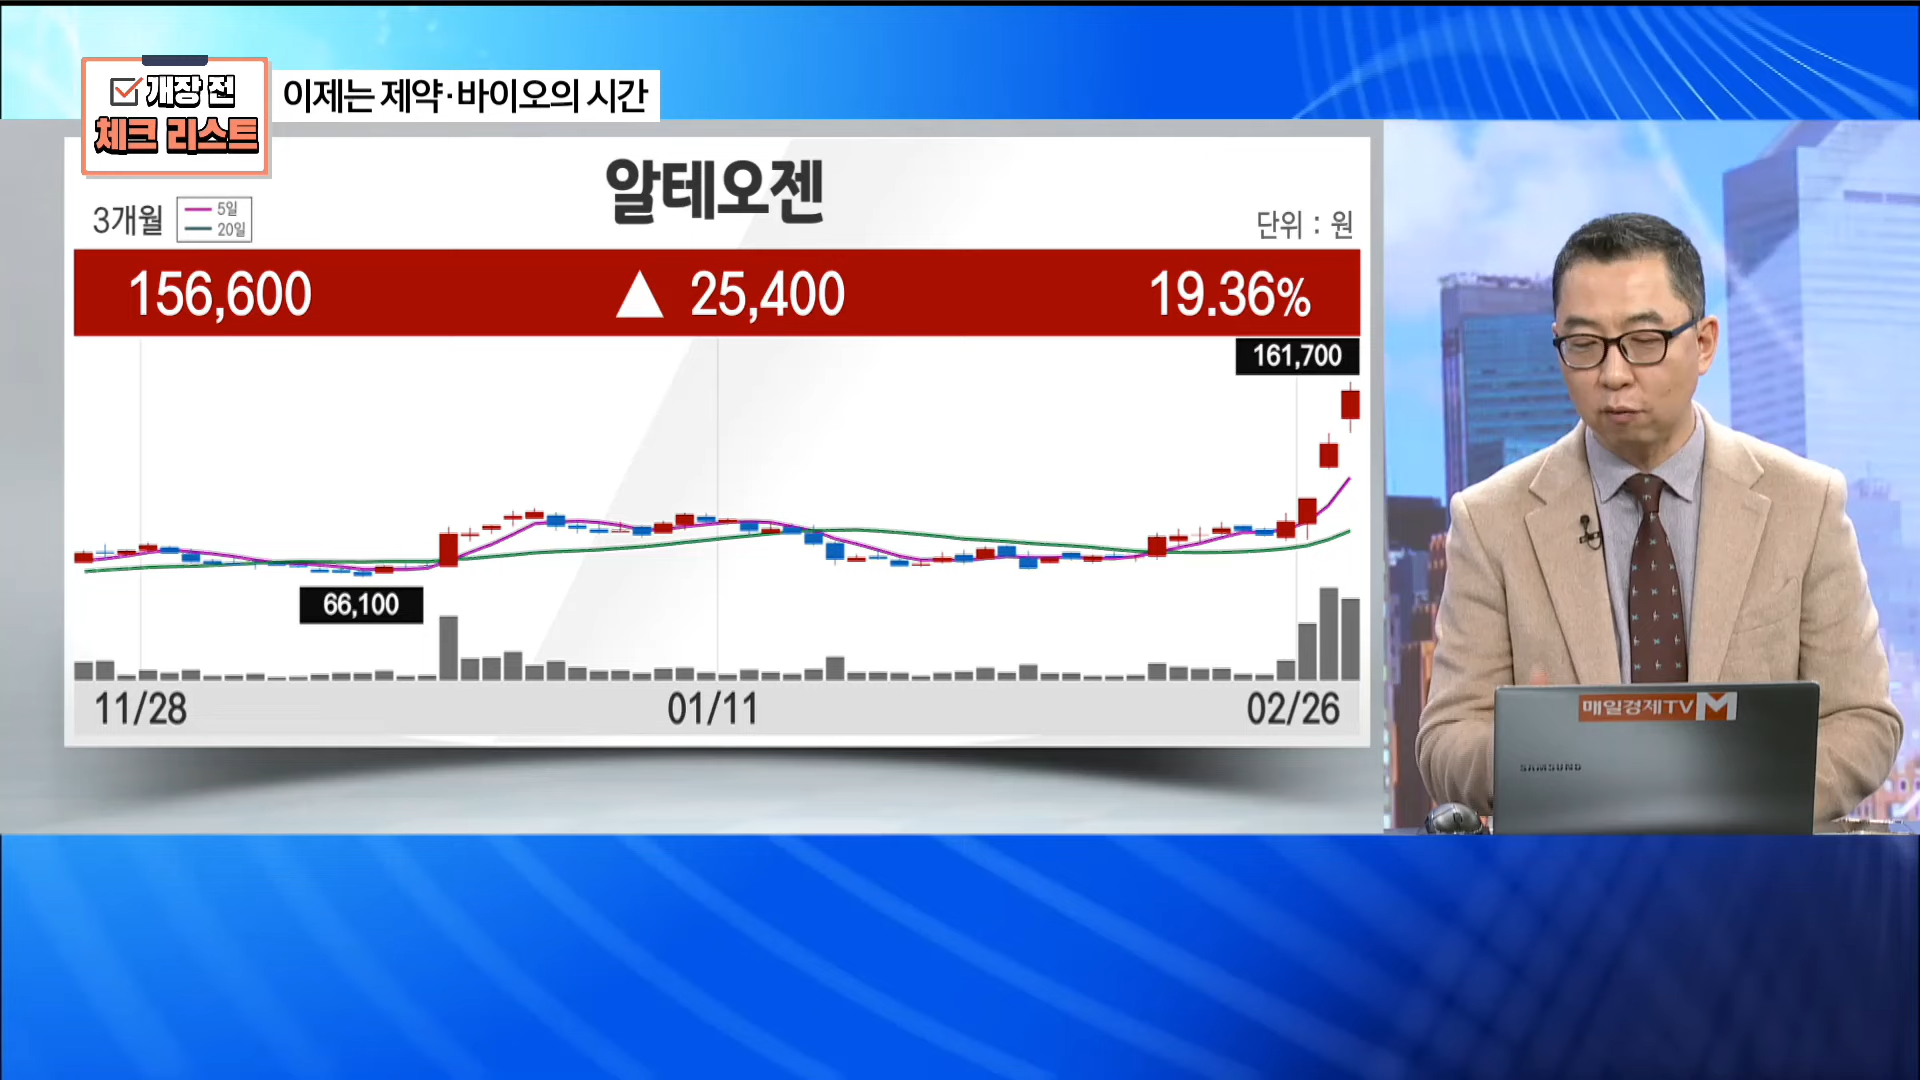 개장 전
체크 리스트
이제는 제약·바이오의 시간
알테오젠
3개월
5일
20일
단위 : 원
156,600 ▲ 25,400 19.36%
161,700
66,100
11/28 01/11 02/26
매일경제TV M
SAMSUNG